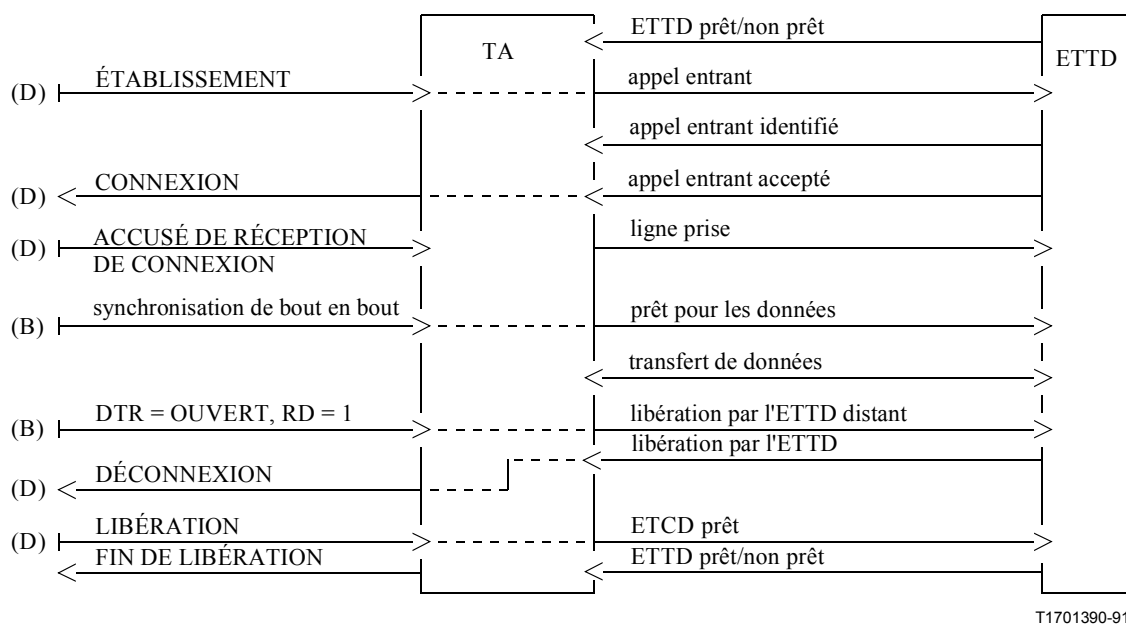 ETTD prêt/non prêt
TA
ETTD
(D) ÉTABLISSEMENT
appel entrant
appel entrant identifié
(D) CONNEXION
appel entrant accepté
(D) ACCUSÉ DE RÉCEPTION
DE CONNEXION
ligne prise
(B) synchronisation de bout en bout
prêt pour les données
transfert de données
(B) DTR = OUVERT, RD = 1
libération par l'ETTD distant
libération par l'ETTD
(D) DÉCONNEXION
(D) LIBÉRATION
ETCD prêt
FIN DE LIBÉRATION
ETTD prêt/non prêt
T1701390-91